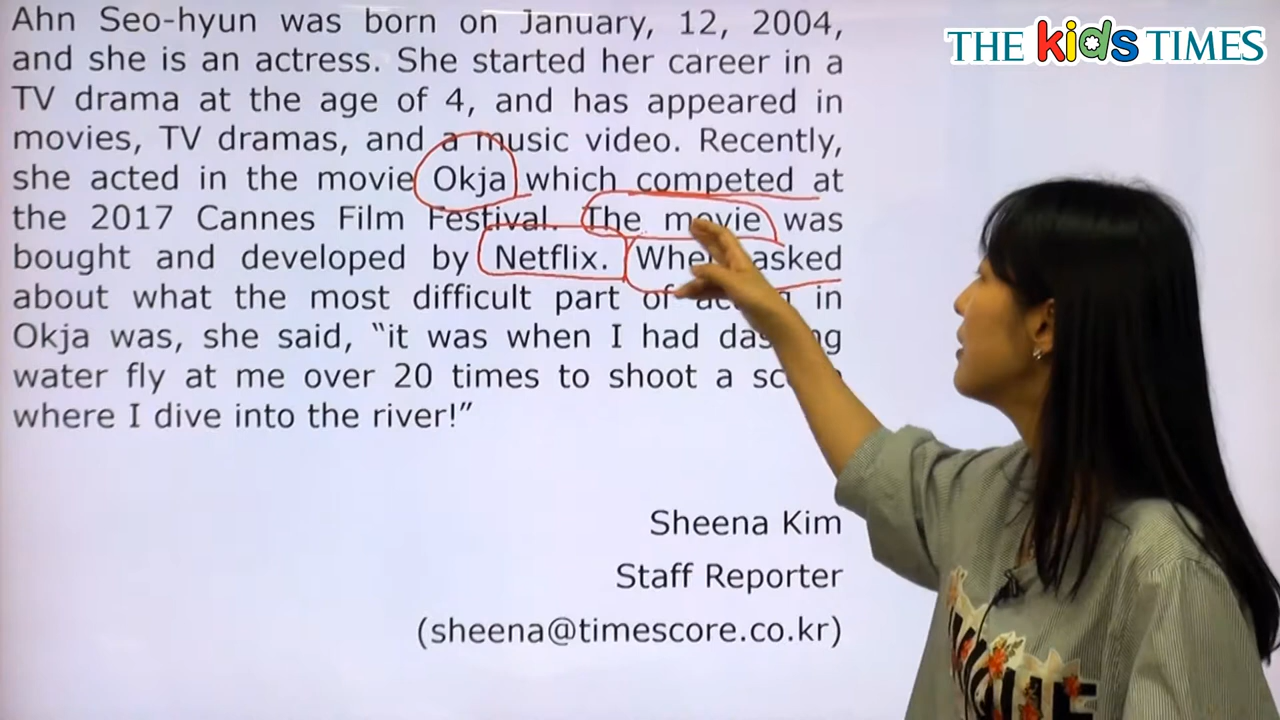 THE kids TIMES
Ahn Seo-hyun was born on January, 12, 2004,
and she is an actress. She started her career in a
TV drama at the age of 4, and has appeared in
movies, TV dramas, and a music video. Recently,
she acted in the movie Okja which competed at
the 2017 Cannes Film Festival. The movie was
bought and developed by Netflix. When asked
about what the most difficult part of acting in
Okja was, she said, “it was when I had dashing
water fly at me over 20 times to shoot a scene
where I dive into the river!”
Sheena Kim
Staff Reporter
(sheena@timescore.co.kr)